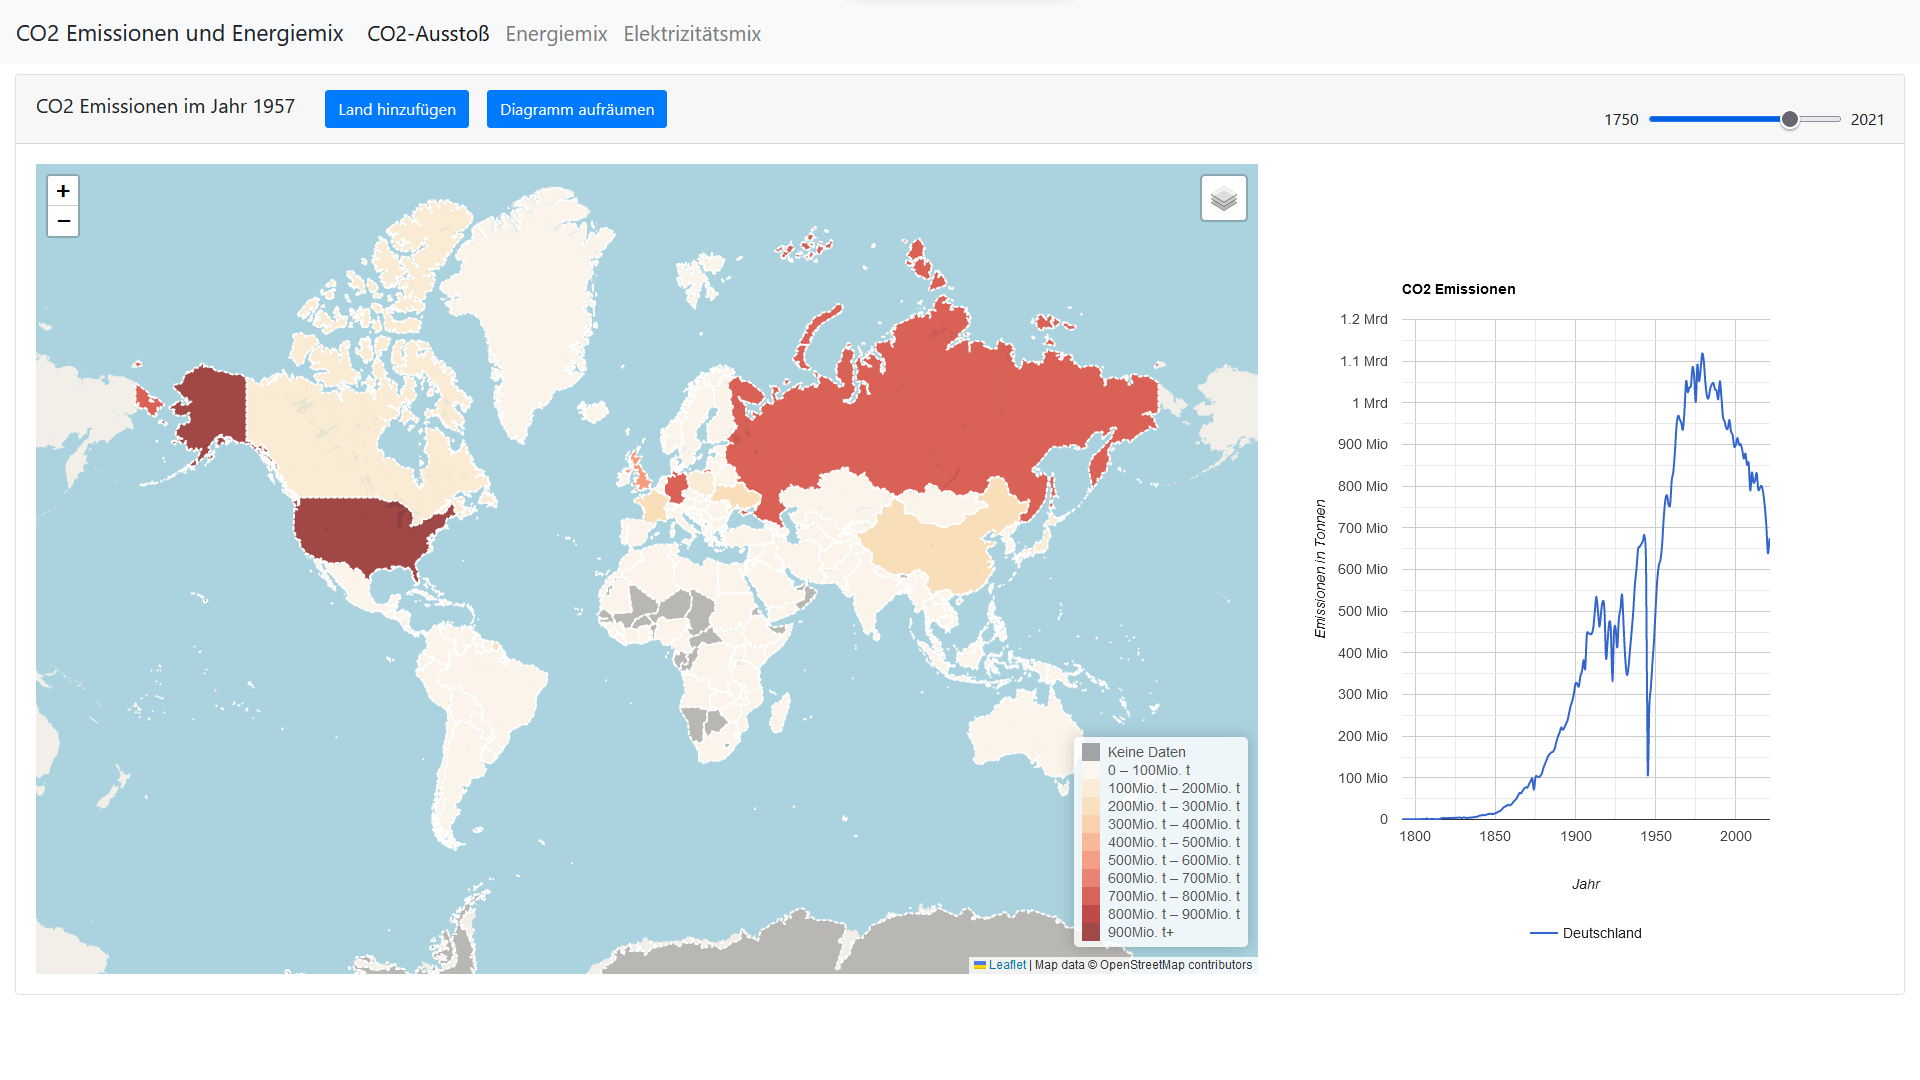 CO2 Emissionen und Energiemix CO2-Ausstoß Energiemix Elektrizitätsmix
CO2 Emissionen im Jahr 1957 Land hinzufügen Diagramm aufräumen 1750 2021
+
−
CO2 Emissionen
1.2 Mrd
1.1 Mrd
1 Mrd
900 Mio
800 Mio
700 Mio
600 Mio
500 Mio
400 Mio
300 Mio
200 Mio
100 Mio
0
Emissionen in Tonnen
1800 1850 1900 1950 2000
Jahr
Deutschland
Keine Daten
0 – 100Mio. t
100Mio. t – 200Mio. t
200Mio. t – 300Mio. t
300Mio. t – 400Mio. t
400Mio. t – 500Mio. t
500Mio. t – 600Mio. t
600Mio. t – 700Mio. t
700Mio. t – 800Mio. t
800Mio. t – 900Mio. t
900Mio. t+
Leaflet | Map data © OpenStreetMap contributors